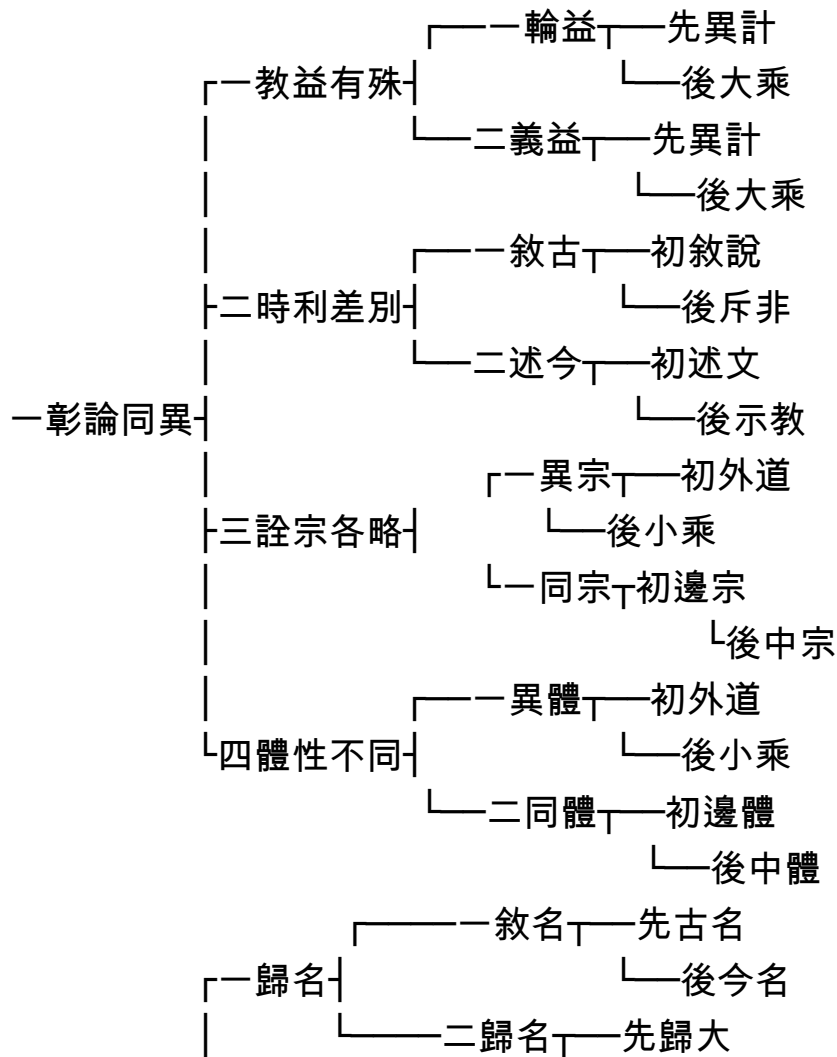 ┌──一輪益┬──先異計
┌一教益有殊┤ └──後大乘
│ └──二義益┬──先異計
│ └──後大乘
│ ┌──一敘古┬──初敘說
├二時利差別┤ └──後斥非
│ └──二述今┬──初述文
一彰論同異┤ └──後示教
│ ┌一異宗┬──初外道
├三詮宗各略┤ └──後小乘
│ └一同宗┬初邊宗
│ └後中宗
│ ┌──一異體┬──初外道
└四體性不同┤ └──後小乘
└──二同體┬──初邊體
└──後中體
┌───一敘名┬──先古名
┌一歸名┤ └──後今名
│ └───二歸名┬──先歸大